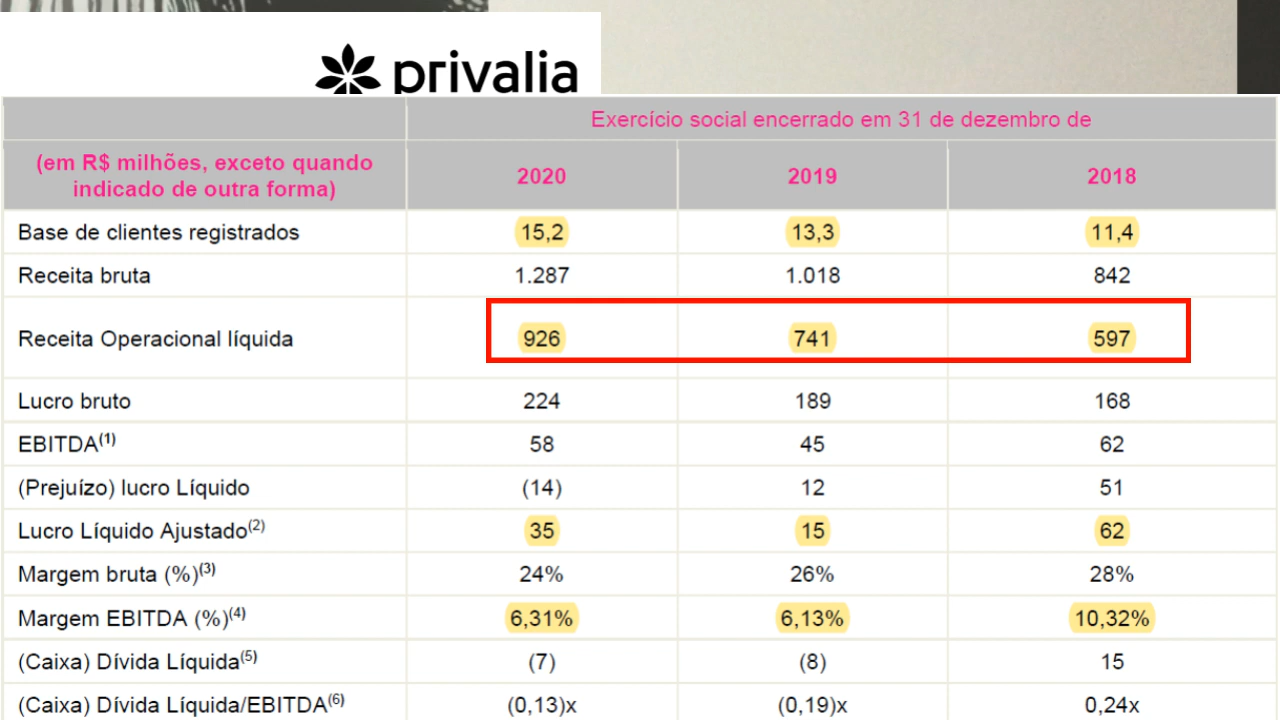 privalia
Exercício social encerrado em 31 de dezembro de
(em R$ milhões, exceto quando
indicado de outra forma) 2020 2019 2018
Base de clientes registrados 15,2 13,3 11,4
Receita bruta 1.287 1.018 842
Receita Operacional líquida 926 741 597
Lucro bruto 224 189 168
EBITDA(1) 58 45 62
(Prejuízo) lucro Líquido (14) 12 51
Lucro Líquido Ajustado(2) 35 15 62
Margem bruta (%)(3) 24% 26% 28%
Margem EBITDA (%)(4) 6,31% 6,13% 10,32%
(Caixa) Dívida Líquida(5) (7) (8) 15
(Caixa) Dívida Líquida/EBITDA(6) (0,13)x (0,19)x 0,24x